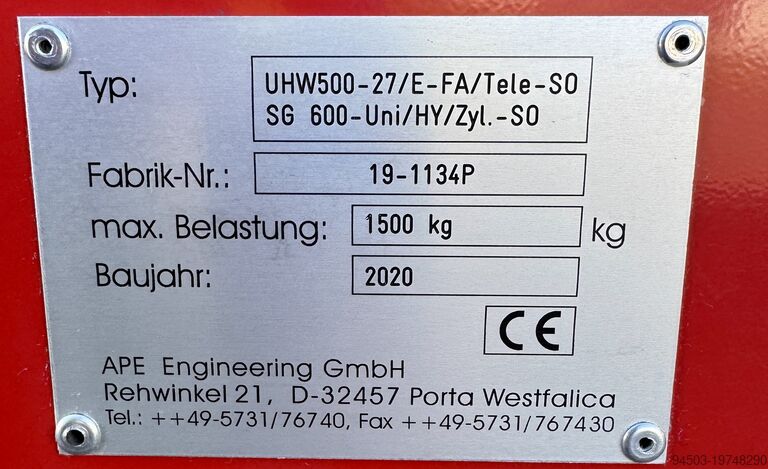 Typ: UHW500-27/E-FA/Tele-SO
SG 600-Uni/HY/Zyl.-SO
Fabrik-Nr.: 19-1134P
max. Belastung: 1500 kg kg
Baujahr: 2020
CE
APE Engineering GmbH
Rehwinkel 21, D-32457 Porta Westfalica
Tel.: ++49-5731/76740, Fax ++49-5731/767430